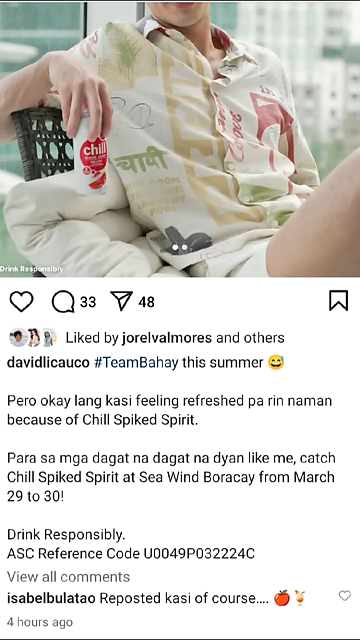 chill
चायी
Drink Responsibly
33
48
Liked by jorelvalmores and others
davidlicauco #TeamBahay this summer 😅
Pero okay lang kasi feeling refreshed pa rin naman
because of Chill Spiked Spirit.
Para sa mga dagat na dagat na dyan like me, catch
Chill Spiked Spirit at Sea Wind Boracay from March
29 to 30!
Drink Responsibly.
ASC Reference Code U0049P032224C
View all comments
isabelbulatao Reposted kasi of course.... 🍎🍹
4 hours ago